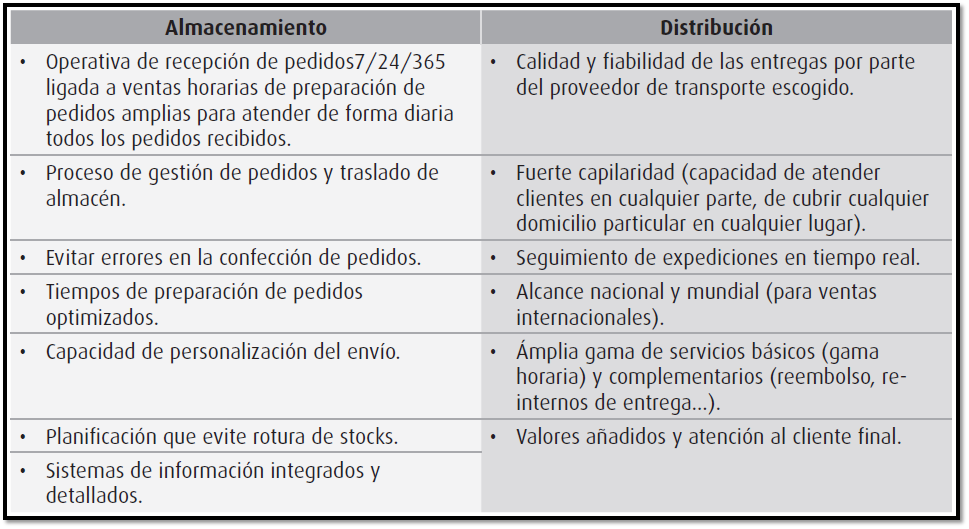 Almacenamiento
Distribución
• Operativa de recepción de pedidos7/24/365
ligada a ventas horarias de preparación de
pedidos amplias para atender de forma diaria
todos los pedidos recibidos.
• Calidad y fiabilidad de las entregas por parte
del proveedor de transporte escogido.
• Proceso de gestión de pedidos y traslado de
almacén.
• Fuerte capilaridad (capacidad de atender
clientes en cualquier parte, de cubrir cualquier
domicilio particular en cualquier lugar).
• Evitar errores en la confección de pedidos.
• Seguimiento de expediciones en tiempo real.
• Tiempos de preparación de pedidos
optimizados.
• Alcance nacional y mundial (para ventas
internacionales).
• Capacidad de personalización del envío.
• Ámplia gama de servicios básicos (gama
horaria) y complementarios (reembolso, re-
internos de entrega...).
• Planificación que evite rotura de stocks.
• Valores añadidos y atención al cliente final.
• Sistemas de información integrados y
detallados.